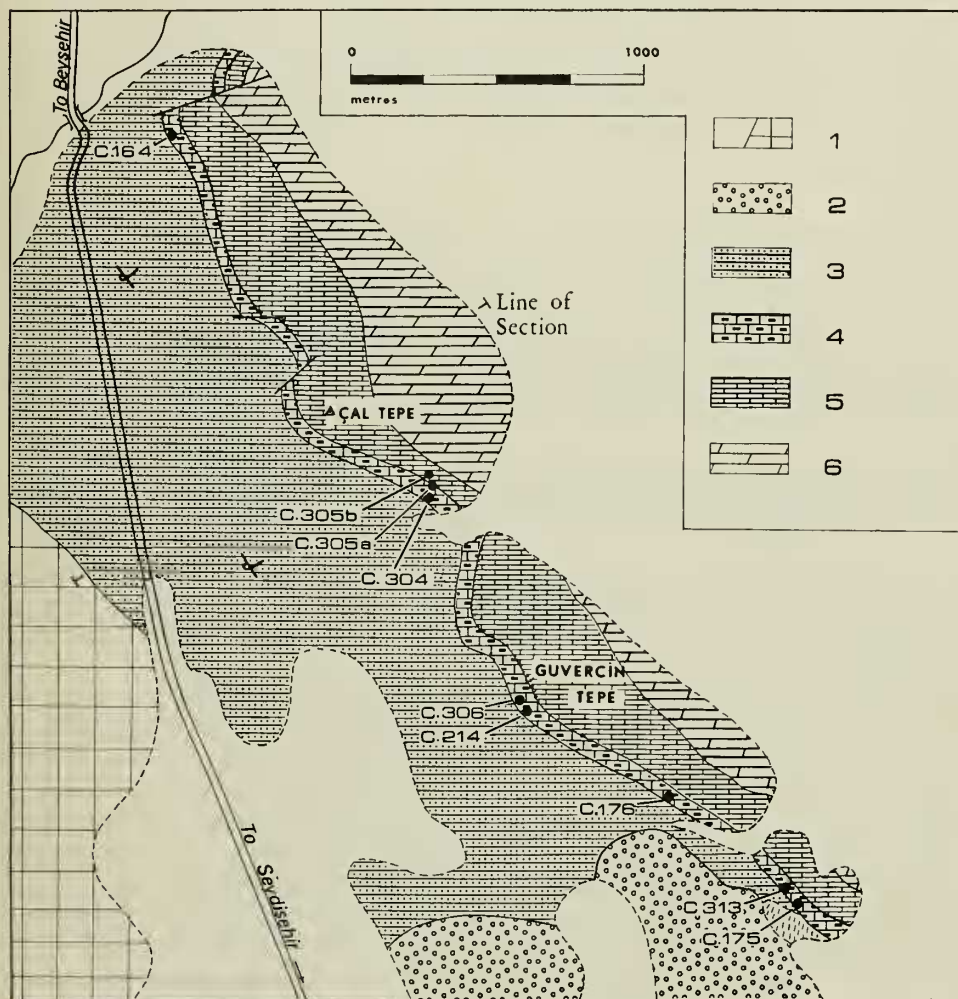 To Beyşehir
0 1000
metres
1
2
3
4
5
6
C.164
Line of
Section
ÇAL TEPE
C.305b
C.305a
C.304
GUVERCİN
TEPE
C.306
C.214
C.176
To Seydişehir
C.313
C.175